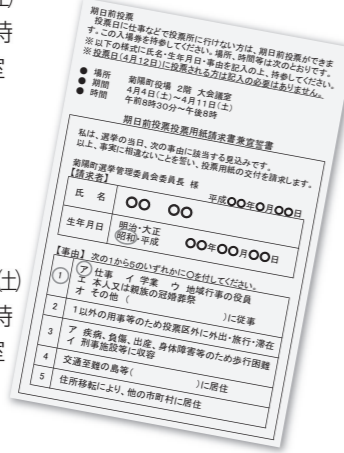 土)
時
室
土)
時
室
期日前投票
投票日に仕事などで投票所に行けない方は、期日前投票ができます。この入場券を持参してください。場所、時間等は次のとおりです。
※以下の様式に氏名・生年月日・事由を記入の上、持参してください。
※投票日(4月12日)に投票される方は記入の必要はありません。
● 場所 菊陽町役場 2階 大会議室
● 期間 4月4日(土)~4月11日(土)
● 時間 午前8時30分~午後8時
期日前投票投票用紙請求書兼宣誓書
私は、選挙の当日、次の事由に該当する見込みです。
以上、事実に相違ないことを誓い、投票用紙の交付を請求します。
菊陽町選挙管理委員会委員長 様 平成〇〇年〇月〇〇日
【請求者】
氏 名 〇〇 〇〇
生年月日 明治・大正
昭和・平成 〇〇年〇〇月〇〇日
【事由】 次の1から5のいずれかに〇を付してください。
1 ア 仕事 イ 学業 ウ 地域行事の役員
エ 本人又は親族の冠婚葬祭
オ その他( )に従事
2 1以外の用事等のため投票区外に外出・旅行・滞在
3 ア 疾病、負傷、出産、身体障害等のため歩行困難
イ 刑事施設等に収容
4 交通至難の島等( )に居住
5 住所移転により、他の市町村に居住